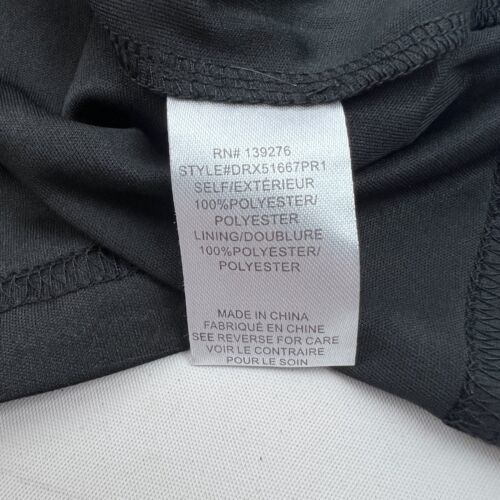 RN# 139276
STYLE#DRX51667PR1
SELF/EXTÉRIEUR
100%POLYESTER/
POLYESTER
LINING/DOUBLURE
100%POLYESTER/
POLYESTER
MADE IN CHINA
FABRIQUÉ EN CHINE
SEE REVERSE FOR CARE
VOIR LE CONTRAIRE
POUR LE SOIN